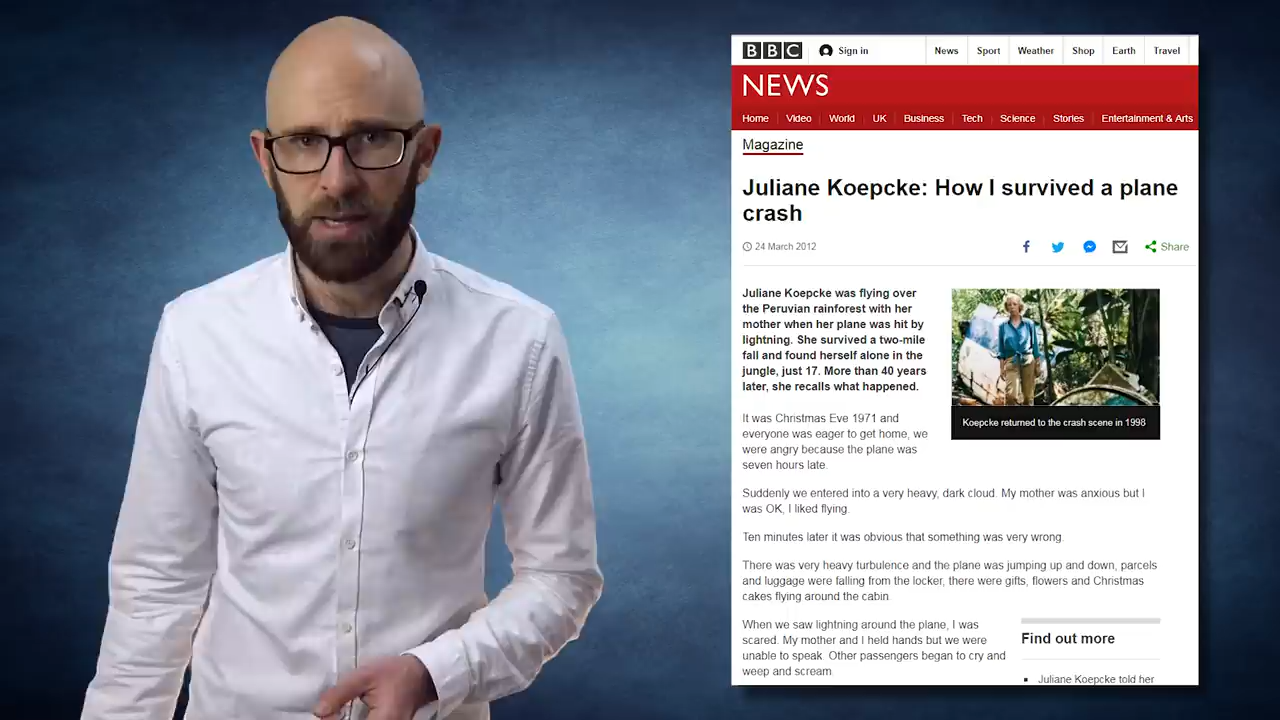 BBC Sign in News Sport Weather Shop Earth Travel
NEWS
Home Video World UK Business Tech Science Stories Entertainment & Arts
Magazine
Juliane Koepcke: How I survived a plane
crash
24 March 2012
Share
Juliane Koepcke was flying over
the Peruvian rainforest with her
mother when her plane was hit by
lightning. She survived a two-mile
fall and found herself alone in the
jungle, just 17. More than 40 years
later, she recalls what happened.
Koepcke returned to the crash scene in 1998
It was Christmas Eve 1971 and
everyone was eager to get home, we
were angry because the plane was
seven hours late.
Suddenly we entered into a very heavy, dark cloud. My mother was anxious but I
was OK, I liked flying.
Ten minutes later it was obvious that something was very wrong.
There was very heavy turbulence and the plane was jumping up and down, parcels
and luggage were falling from the locker, there were gifts, flowers and Christmas
cakes flying around the cabin.
When we saw lightning around the plane, I was
scared. My mother and I held hands but we were
unable to speak. Other passengers began to cry and
weep and scream.
Find out more
Juliane Koepcke told her